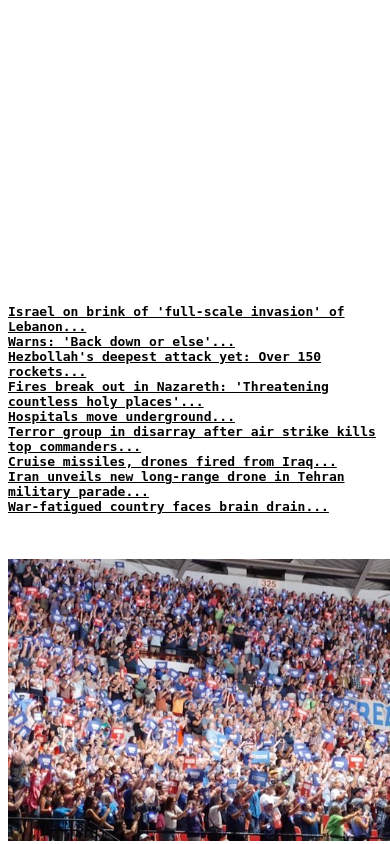 Israel on brink of 'full-scale invasion' of
Lebanon...
Warns: 'Back down or else'...
Hezbollah's deepest attack yet: Over 150
rockets...
Fires break out in Nazareth: 'Threatening
countless holy places'...
Hospitals move underground...
Terror group in disarray after air strike kills
top commanders...
Cruise missiles, drones fired from Iraq...
Iran unveils new long-range drone in Tehran
military parade...
War-fatigued country faces brain drain...
325